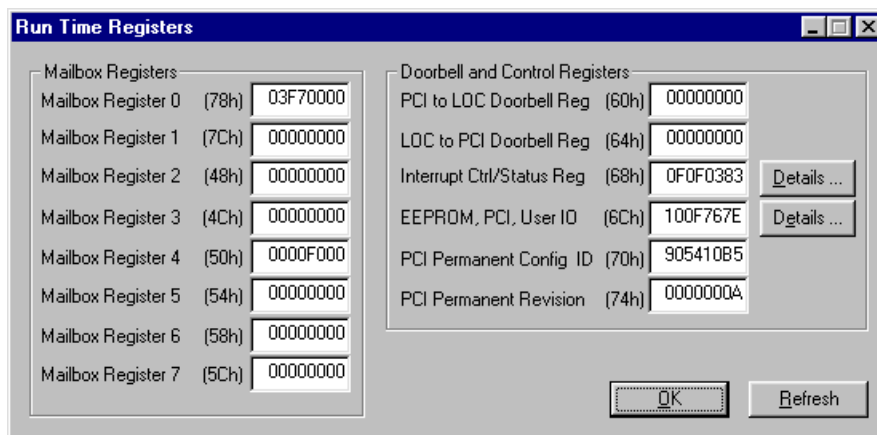 Run Time Registers
Mailbox Registers
Mailbox Register 0 (78h) 03F70000
Mailbox Register 1 (7Ch) 00000000
Mailbox Register 2 (48h) 00000000
Mailbox Register 3 (4Ch) 00000000
Mailbox Register 4 (50h) 0000F000
Mailbox Register 5 (54h) 00000000
Mailbox Register 6 (58h) 00000000
Mailbox Register 7 (5Ch) 00000000
Doorbell and Control Registers
PCI to LOC Doorbell Reg (60h) 00000000
LOC to PCI Doorbell Reg (64h) 00000000
Interrupt Ctrl/Status Reg (68h) 0F0F0383 Details ...
EEPROM, PCI, User IO (6Ch) 100F767E Details ...
PCI Permanent Config ID (70h) 905410B5
PCI Permanent Revision (74h) 0000000A
OK Refresh